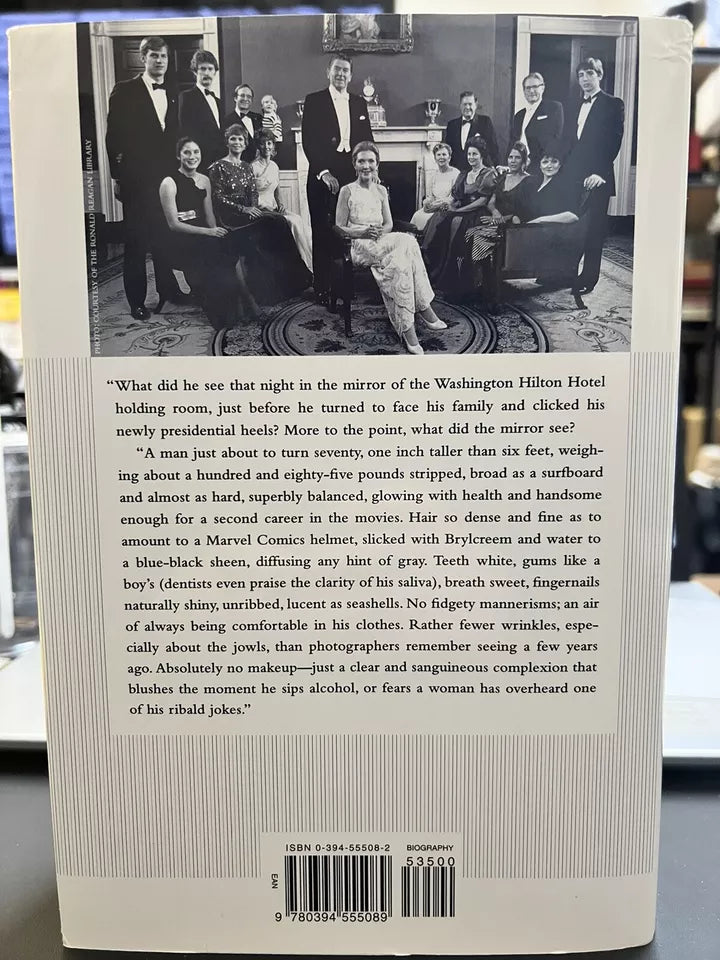 PHOTO: COURTESY OF THE RONALD REAGAN LIBRARY
“What did he see that night in the mirror of the Washington Hilton Hotel
holding room, just before he turned to face his family and clicked his
newly presidential heels? More to the point, what did the mirror see?
“A man just about to turn seventy, one inch taller than six feet, weigh-
ing about a hundred and eighty-five pounds stripped, broad as a surfboard
and almost as hard, superbly balanced, glowing with health and handsome
enough for a second career in the movies. Hair so dense and fine as to
amount to a Marvel Comics helmet, slicked with Brylcreem and water to
a blue-black sheen, diffusing any hint of gray. Teeth white, gums like a
boy’s (dentists even praise the clarity of his saliva), breath sweet, fingernails
naturally shiny, unribbed, lucent as seashells. No fidgety mannerisms; an air
of always being comfortable in his clothes. Rather fewer wrinkles, espe-
cially about the jowls, than photographers remember seeing a few years
ago. Absolutely no makeup—just a clear and sanguineous complexion that
blushes the moment he sips alcohol, or fears a woman has overheard one
of his ribald jokes.”
ISBN 0-394-55508-2
BIOGRAPHY
53500
EAN
9 780394 555089